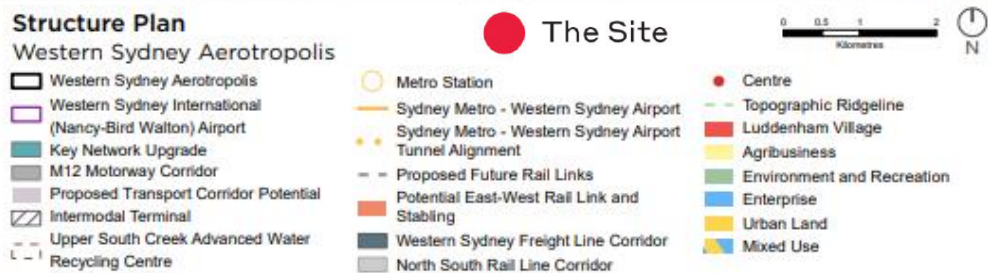 Structure Plan
Western Sydney Aerotropolis
The Site
0 0.5 1 2
Kilometres
N
Western Sydney Aerotropolis
Western Sydney International
(Nancy-Bird Walton) Airport
Key Network Upgrade
M12 Motorway Corridor
Proposed Transport Corridor Potential
Intermodal Terminal
Upper South Creek Advanced Water
Recycling Centre
Metro Station
Sydney Metro - Western Sydney Airport
Sydney Metro - Western Sydney Airport
Tunnel Alignment
Proposed Future Rail Links
Potential East-West Rail Link and
Stabling
Western Sydney Freight Line Corridor
North South Rail Line Corridor
Centre
Topographic Ridgeline
Luddenham Village
Agribusiness
Environment and Recreation
Enterprise
Urban Land
Mixed Use